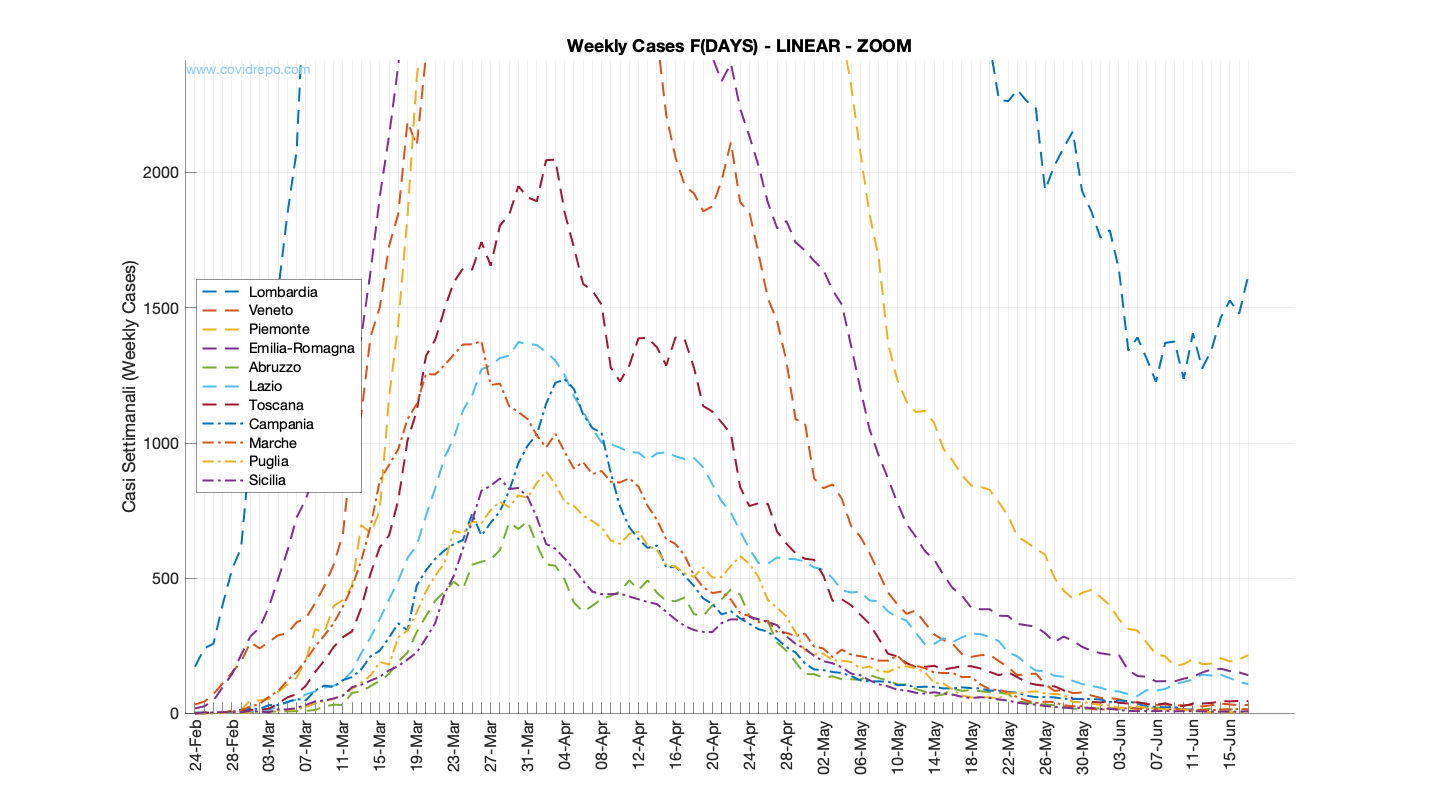 Weekly Cases F(DAYS) - LINEAR - ZOOM
www.covidrepo.com
Casi Settimanali (Weekly Cases)
2000
1500
1000
500
0
Lombardia
Veneto
Piemonte
Emilia-Romagna
Abruzzo
Lazio
Toscana
Campania
Marche
Puglia
Sicilia
24-Feb
28-Feb
03-Mar
07-Mar
11-Mar
15-Mar
19-Mar
23-Mar
27-Mar
31-Mar
04-Apr
08-Apr
12-Apr
16-Apr
20-Apr
24-Apr
28-Apr
02-May
06-May
10-May
14-May
18-May
22-May
26-May
30-May
03-Jun
07-Jun
11-Jun
15-Jun